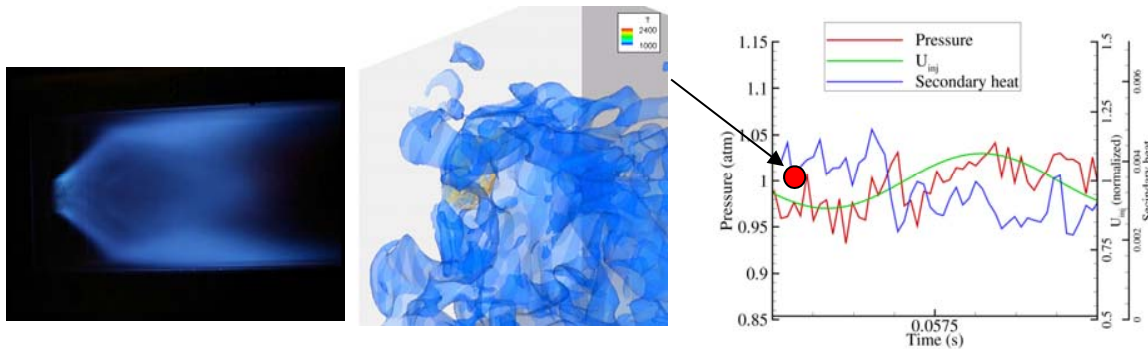 T
2400
1000
1.15
1.1
1.05
1
0.95
0.9
0.85
Pressure (atm)
Pressure
U_inj
Secondary heat
0.0575
Time (s)
1.5
1.25
1
0.75
0.5
U_inj (normalized)
0.006
0.004
0.002
0
Secondary heat